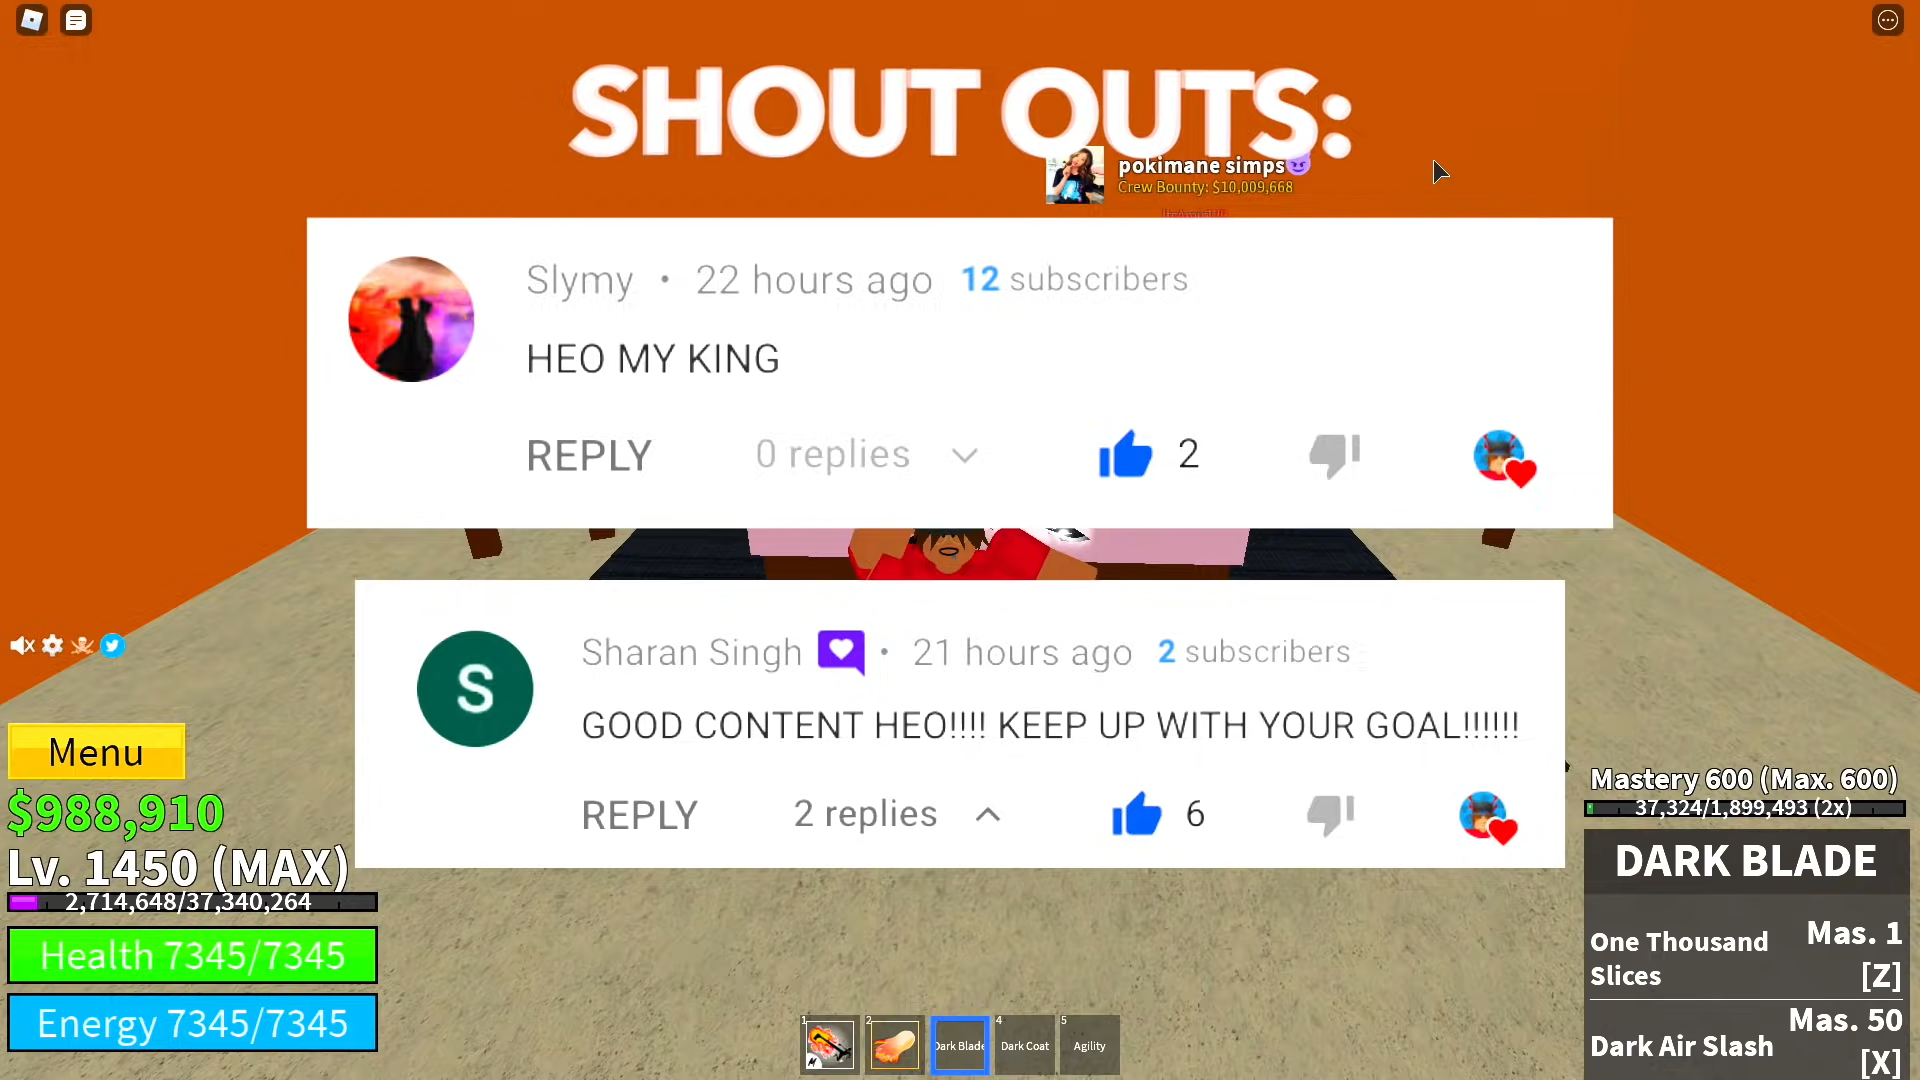 SHOUT OUTS:
pokimane simps😈
Crew Bounty: $10,009,668
Slymy • 22 hours ago 12 subscribers
HEO MY KING
REPLY 0 replies 2
Sharan Singh • 21 hours ago 2 subscribers
GOOD CONTENT HEO!!!! KEEP UP WITH YOUR GOAL!!!!!!
S
REPLY 2 replies 6
Menu
$988,910
Lv. 1450 (MAX)
2,714,648/37,340,264
Health 7345/7345
Energy 7345/7345
1
2
Dark Blade
4
Dark Coat
5
Agility
Mastery 600 (Max. 600)
37,324/1,899,493 (2x)
DARK BLADE
One Thousand Slices Mas. 1 [Z]
Dark Air Slash Mas. 50 [X]